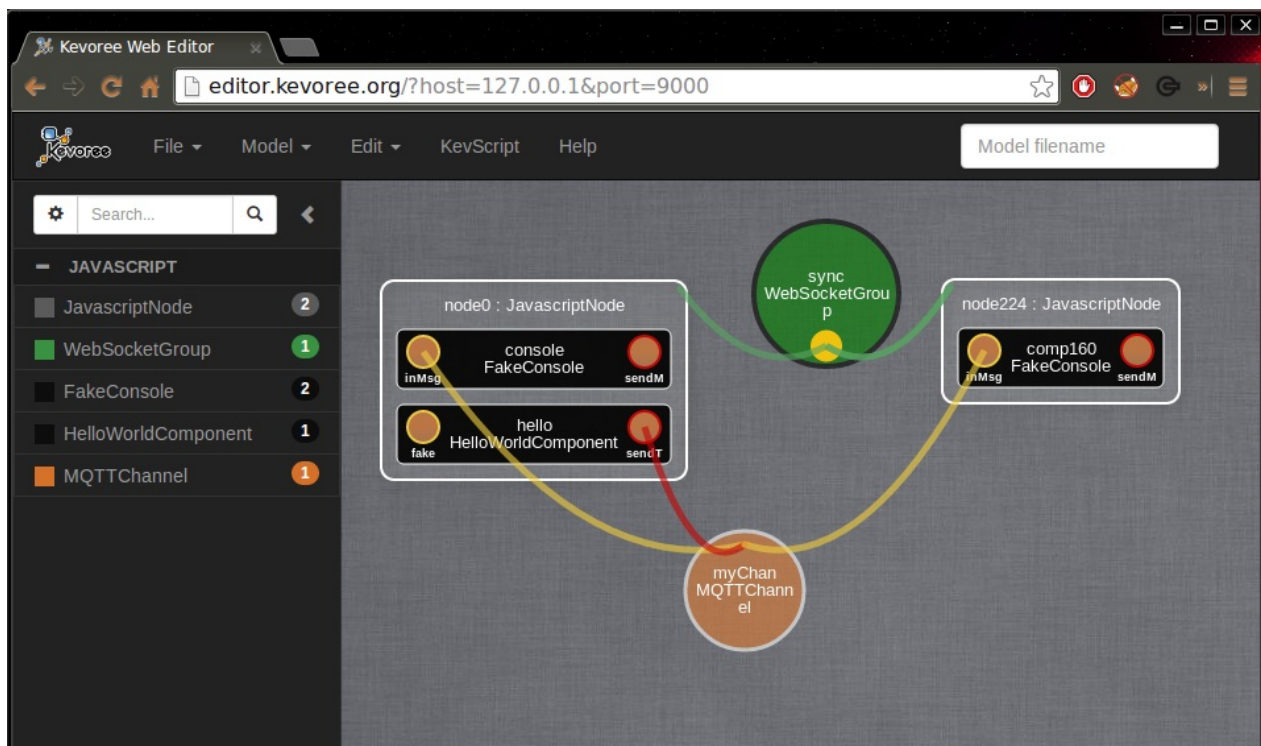 Kevoree Web Editor
editor.kevoree.org/?host=127.0.0.1&port=9000
Kevoree
File
Model
Edit
KevScript
Help
Model filename
Search...
JAVASCRIPT
JavascriptNode 2
WebSocketGroup 1
FakeConsole 2
HelloWorldComponent 1
MQTTChannel 1
node0 : JavascriptNode
console
FakeConsole
inMsg
sendM
hello
HelloWorldComponent
fake
sendT
sync
WebSocketGrou
p
node224 : JavascriptNode
comp160
FakeConsole
inMsg
sendM
myChan
MQTTChann
el